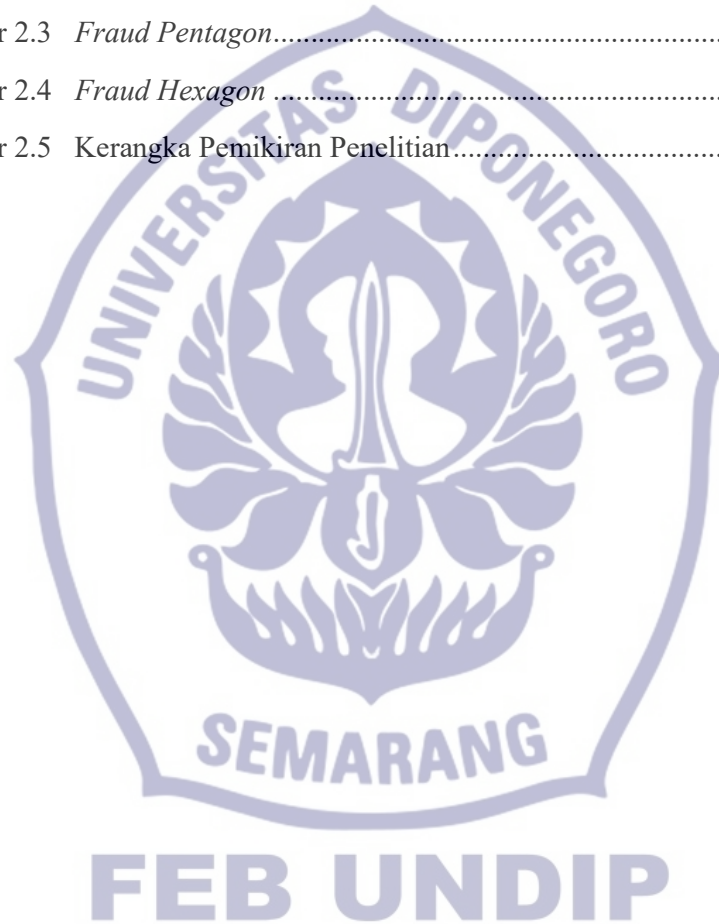 r 2.3 Fraud Pentagon..........................................................
r 2.4 Fraud Hexagon ..........................................................
r 2.5 Kerangka Pemikiran Penelitian..................................
UNIVERSITAS DIPONEGORO
SEMARANG
FEB UNDIP